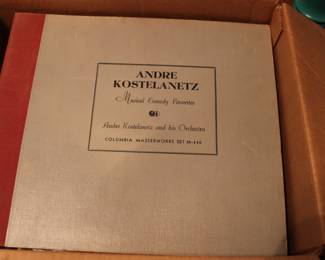 ANDRE
KOSTELANETZ
Musical Comedy Favorites
Andre Kostelanetz and his Orchestra
COLUMBIA MASTERWORKS SET